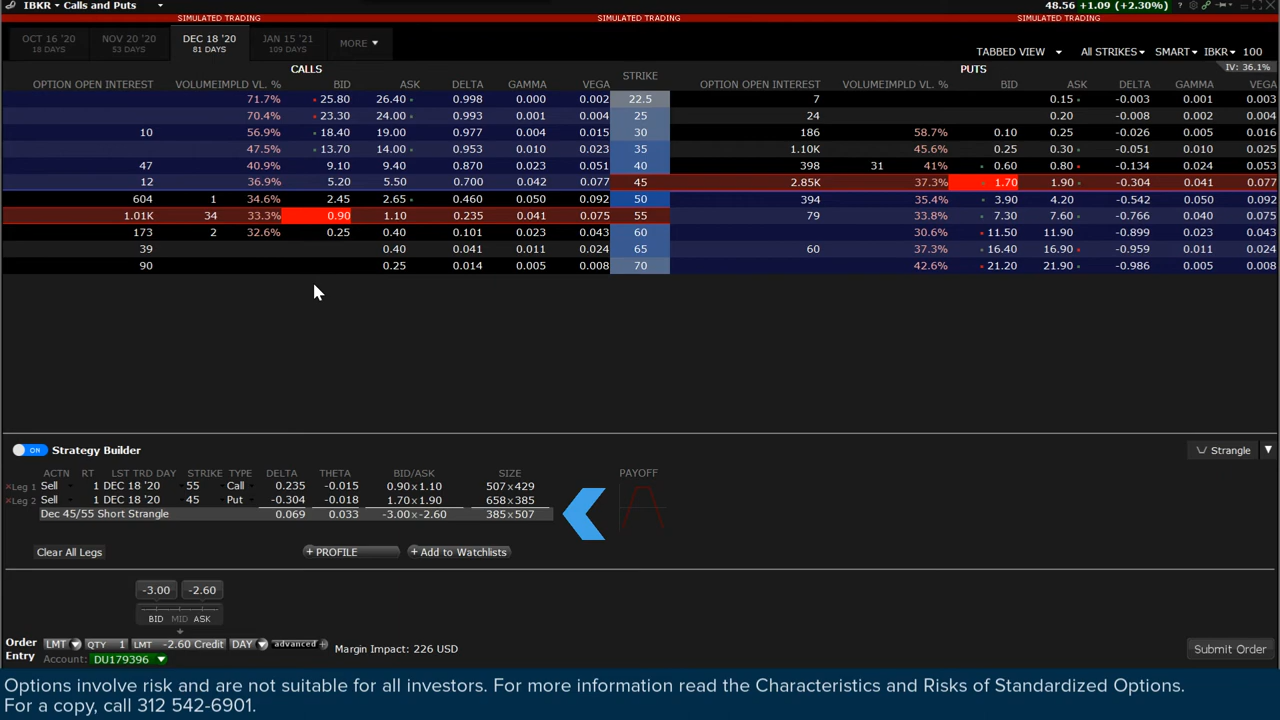 IBKR Calls and Puts 48.56 +1.09 (+2.30%) ?
SIMULATED TRADING SIMULATED TRADING SIMULATED TRADING
OCT 16 '20 NOV 20 '20 DEC 18 '20 JAN 15 '21 MORE
18 DAYS 53 DAYS 81 DAYS 109 DAYS
TABBED VIEW All STRIKES SMART IBKR 100
CALLS PUTS IV: 36.1%
OPTION OPEN INTEREST VOLUME IMPLD VL. % BID ASK DELTA GAMMA VEGA STRIKE OPTION OPEN INTEREST VOLUME IMPLD VL. % BID ASK DELTA GAMMA VEGA
71.7% 25.80 26.40 0.998 0.000 0.002 22.5 7 0.15 -0.003 0.001 0.003
70.4% 23.30 24.00 0.993 0.001 0.004 25 24 0.20 -0.008 0.002 0.003
10 56.9% 18.40 19.00 0.977 0.004 0.015 30 186 58.7% 0.10 0.25 -0.026 0.005 0.016
47.5% 13.70 14.00 0.953 0.010 0.023 35 1.10K 45.6% 0.25 0.30 -0.051 0.010 0.025
47 40.9% 9.10 9.40 0.870 0.023 0.051 40 398 31 41% 0.60 0.80 -0.134 0.024 0.053
12 36.9% 5.20 5.50 0.700 0.042 0.077 45 2.85K 37.3% 1.70 1.90 -0.304 0.041 0.077
604 1 34.6% 2.45 2.65 0.460 0.050 0.092 50 394 35.4% 3.90 4.20 -0.542 0.050 0.092
1.01K 34 33.3% 0.90 1.10 0.235 0.041 0.075 55 79 33.8% 7.30 7.60 -0.766 0.040 0.075
173 2 32.6% 0.25 0.40 0.101 0.023 0.043 60 30.6% 11.50 11.90 -0.899 0.023 0.043
39 0.40 0.041 0.011 0.024 65 60 37.3% 16.40 16.90 -0.959 0.011 0.024
90 0.25 0.014 0.005 0.008 70 42.6% 21.20 21.90 -0.986 0.005 0.008
ON Strategy Builder Strangle
ACTN RT LST TRD DAY STRIKE TYPE DELTA THETA BID/ASK SIZE PAYOFF
Leg 1 Sell 1 DEC 18 '20 55 Call 0.235 -0.015 0.90x1.10 507x429
Leg 2 Sell 1 DEC 18 '20 45 Put -0.304 -0.018 1.70x1.90 658x385
Dec 45/55 Short Strangle 0.069 0.033 -3.00x-2.60 385x507
Clear All Legs + PROFILE + Add to Watchlists
-3.00 -2.60
BID MID ASK
Order Entry LMT QTY 1 LMT -2.60 Credit DAY advanced + Margin Impact: 226 USD Submit Order
Account: DU179396
Options involve risk and are not suitable for all investors. For more information read the Characteristics and Risks of Standardized Options.
For a copy, call 312 542-6901.